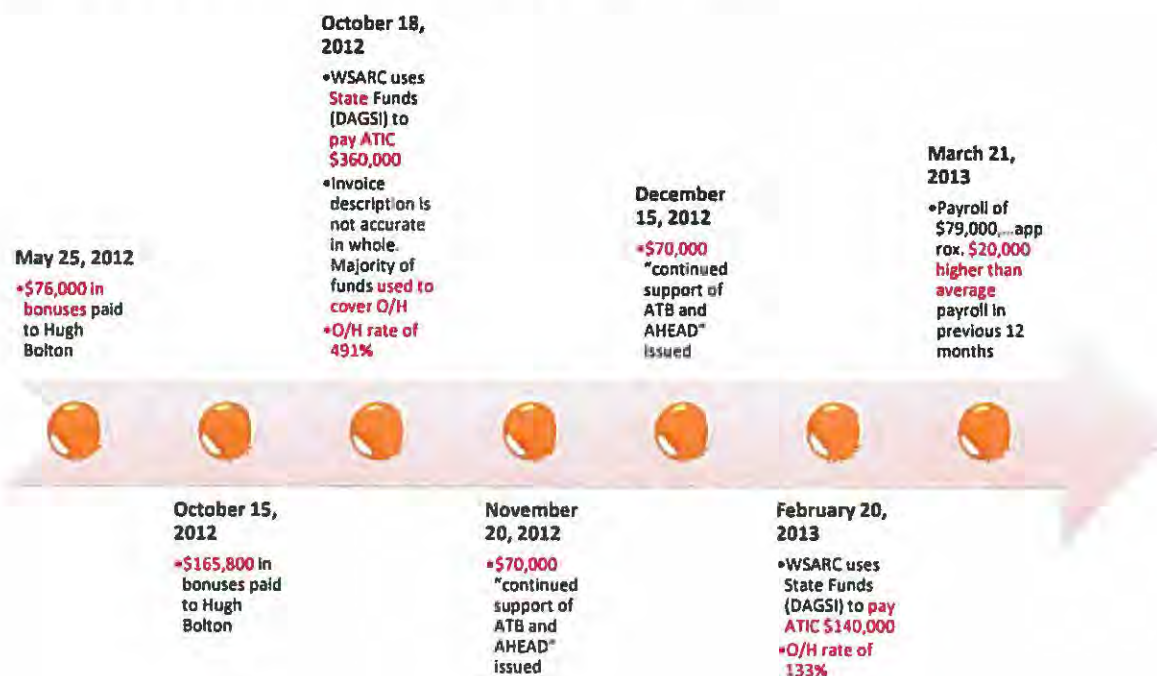 May 25, 2012
•$76,000 in
bonuses paid
to Hugh
Bolton
October 15,
2012
•$165,800 in
bonuses paid
to Hugh
Bolton
October 18,
2012
•WSARC uses
State Funds
(DAGSI) to
pay ATIC
$360,000
•Invoice
description is
not accurate
in whole.
Majority of
funds used to
cover O/H
•O/H rate of
491%
November
20, 2012
•$70,000
"continued
support of
ATB and
AHEAD"
issued
December
15, 2012
•$70,000
"continued
support of
ATB and
AHEAD"
issued
February 20,
2013
•WSARC uses
State Funds
(DAGSI) to pay
ATIC $140,000
•O/H rate of
133%
March 21,
2013
•Payroll of
$79,000,...app
rox. $20,000
higher than
average
payroll in
previous 12
months